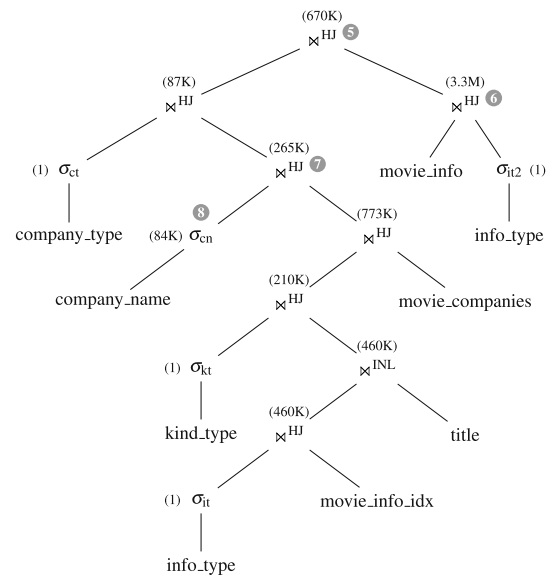 (670K)
⋈ HJ 5
(87K)
⋈ HJ
(3.3M)
⋈ HJ 6
(1) σct
(265K)
⋈ HJ 7
movie_info
σit2 (1)
company_type
8
(84K) σcn
(773K)
⋈ HJ
info_type
company_name
(210K)
⋈ HJ
movie_companies
(1) σkt
(460K)
⋈ INL
kind_type
(460K)
⋈ HJ
title
(1) σit
movie_info_idx
info_type